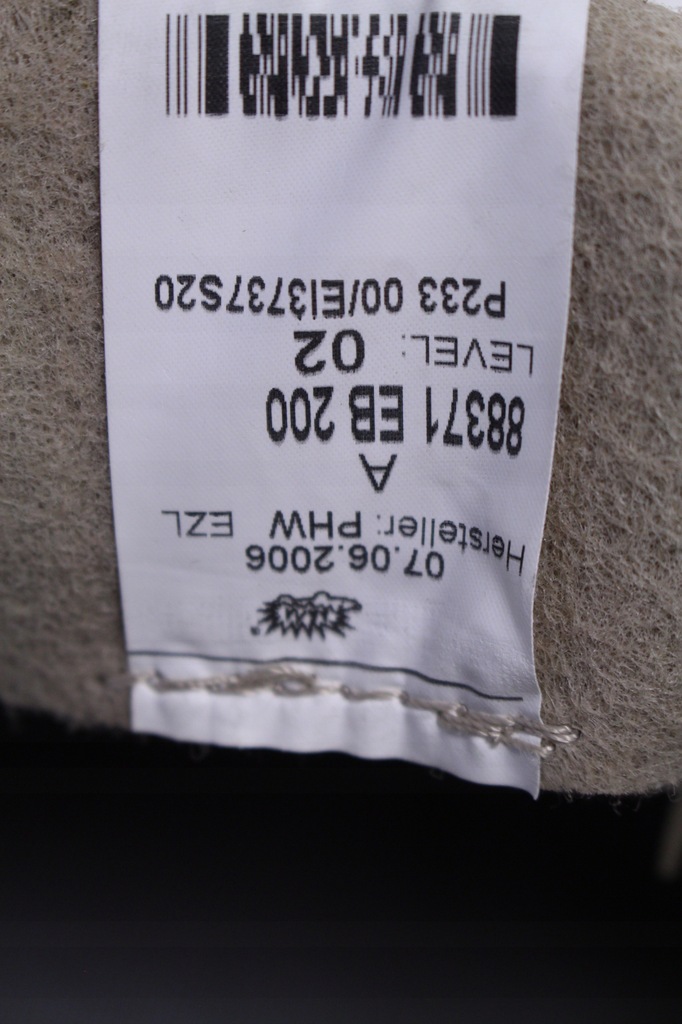 07.06.2006
Hersteller: PHW EZL
A
88371 EB 200
LEVEL: 02
P233 00/EI3737S20